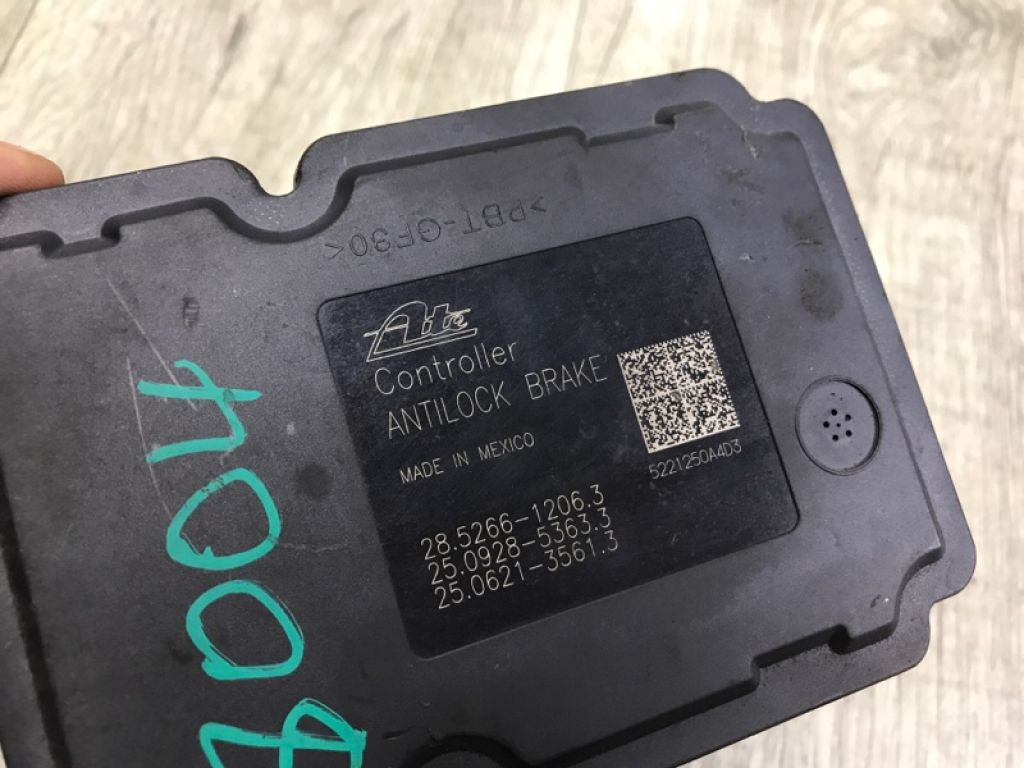 >PBT-GF30<
Ate
Controller
ANTILOCK BRAKE
MADE IN MEXICO
5221250A4D3
28.5266-1206.3
25.0928-5363.3
25.0621-3561.3